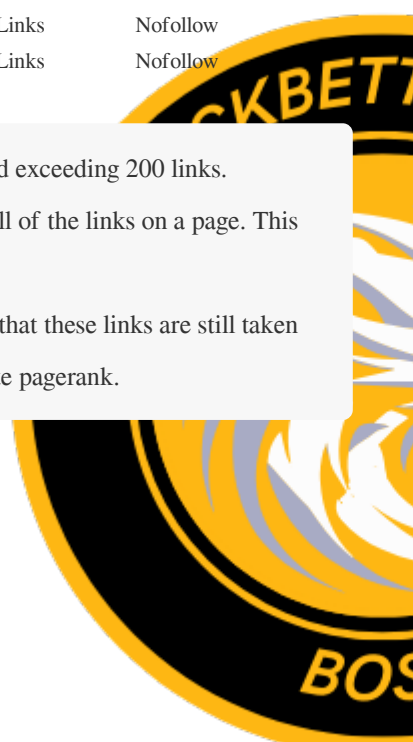 Links Nofollow
Links Nofollow
CKBETT
d exceeding 200 links.
ll of the links on a page. This
that these links are still taken
te pagerank.
BOS